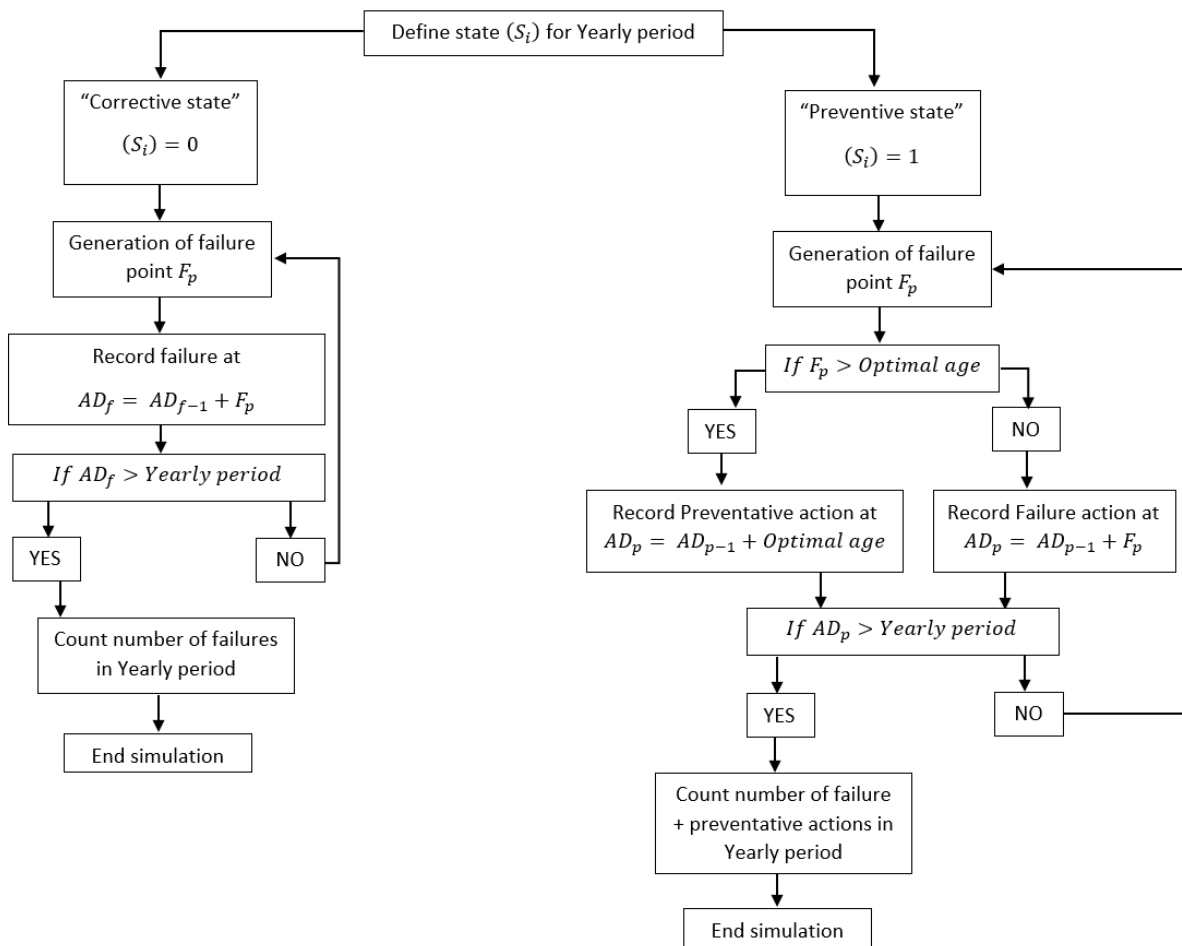 Define state (S_i) for Yearly period
“Corrective state”
(S_i) = 0
Generation of failure
point F_p
Record failure at
AD_f = AD_{f−1} + F_p
If AD_f > Yearly period
YES
NO
Count number of failures
in Yearly period
End simulation
“Preventive state”
(S_i) = 1
Generation of failure
point F_p
If F_p > Optimal age
YES
NO
Record Preventative action at
AD_p = AD_{p−1} + Optimal age
Record Failure action at
AD_p = AD_{p−1} + F_p
If AD_p > Yearly period
YES
NO
Count number of failure
+ preventative actions in
Yearly period
End simulation